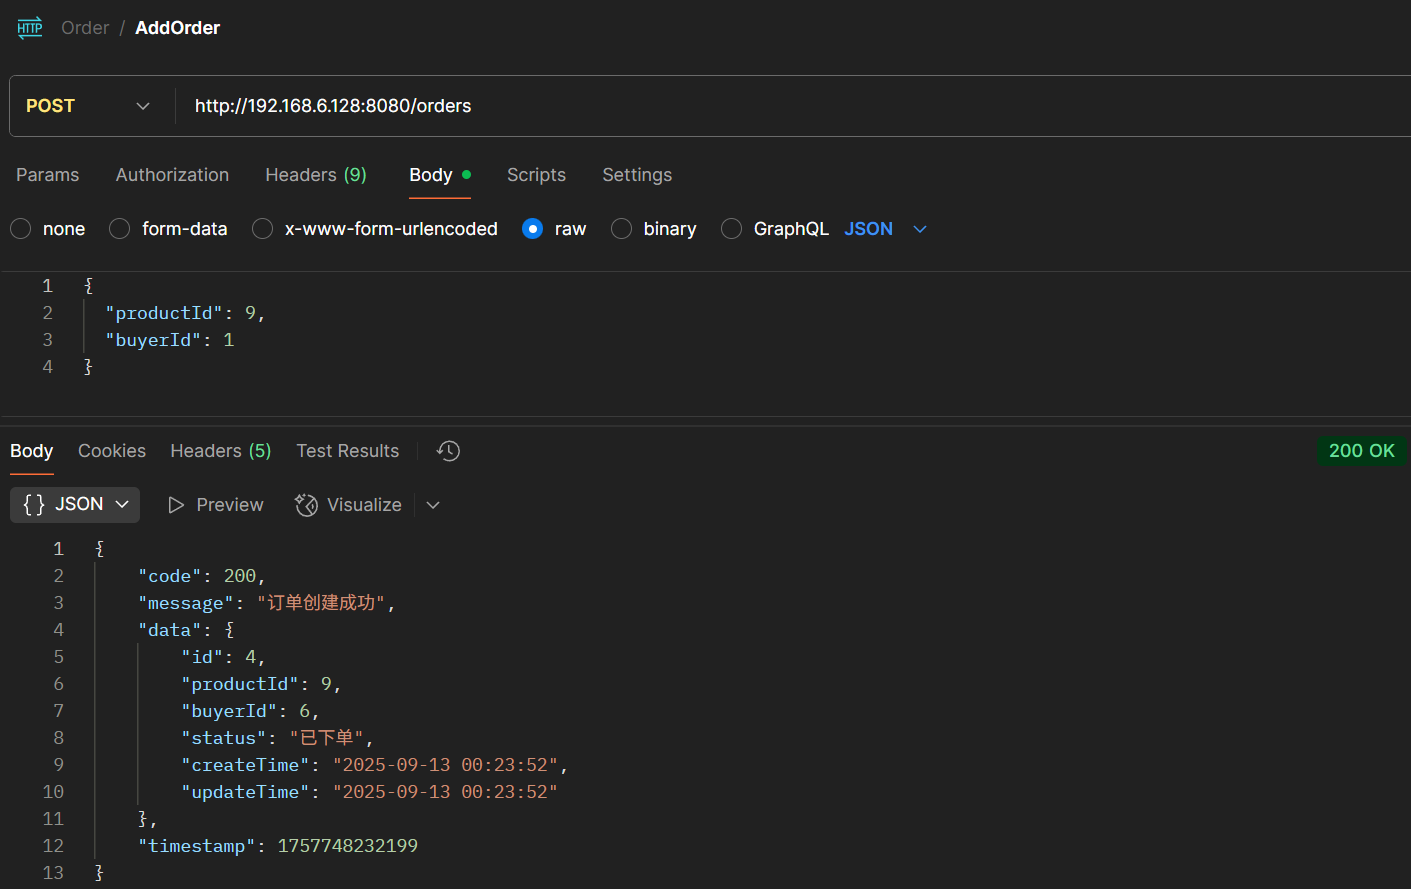 HTTP Order / AddOrder
POST http://192.168.6.128:8080/orders
Params Authorization Headers (9) Body Scripts Settings
none form-data x-www-form-urlencoded raw binary GraphQL JSON
1 {
2 "productId": 9,
3 "buyerId": 1
4 }
Body Cookies Headers (5) Test Results 200 OK
{} JSON Preview Visualize
1 {
2 "code": 200,
3 "message": "订单创建成功",
4 "data": {
5 "id": 4,
6 "productId": 9,
7 "buyerId": 6,
8 "status": "已下单",
9 "createTime": "2025-09-13 00:23:52",
10 "updateTime": "2025-09-13 00:23:52"
11 },
12 "timestamp": 1757748232199
13 }